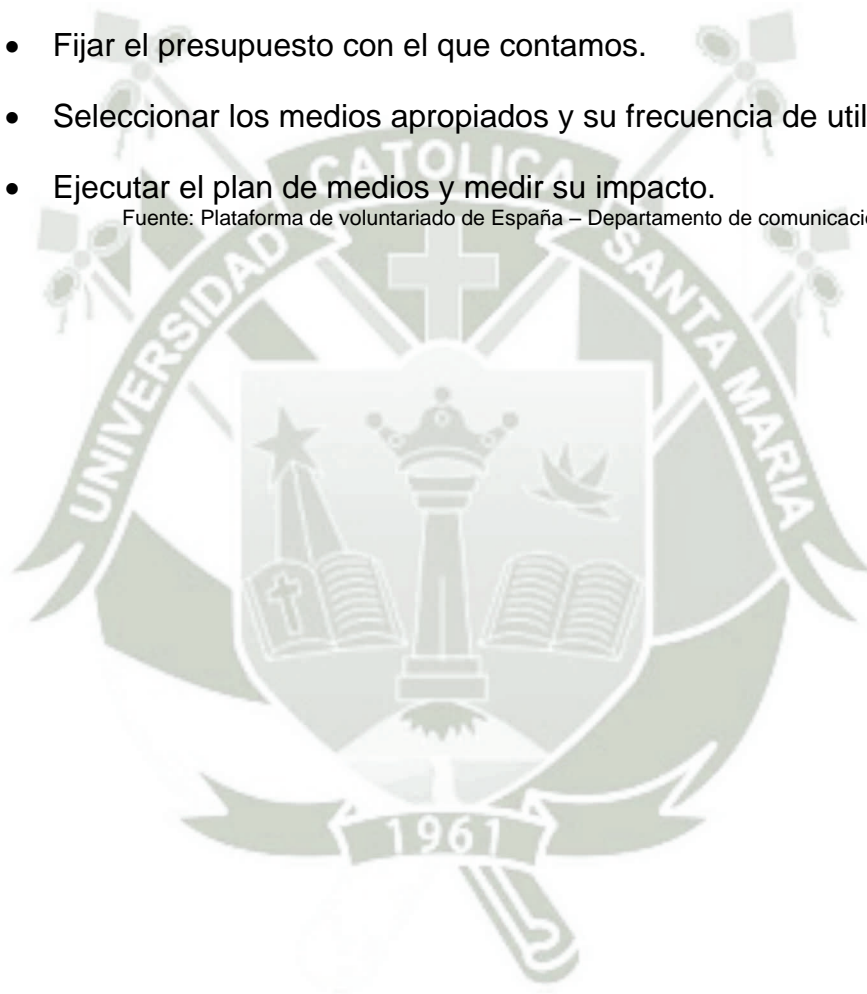 • Fijar el presupuesto con el que contamos.
• Seleccionar los medios apropiados y su frecuencia de util
• Ejecutar el plan de medios y medir su impacto.
Fuente: Plataforma de voluntariado de España – Departamento de comunicaci
UNIVERSIDAD CATOLICA SANTA MARIA
1961